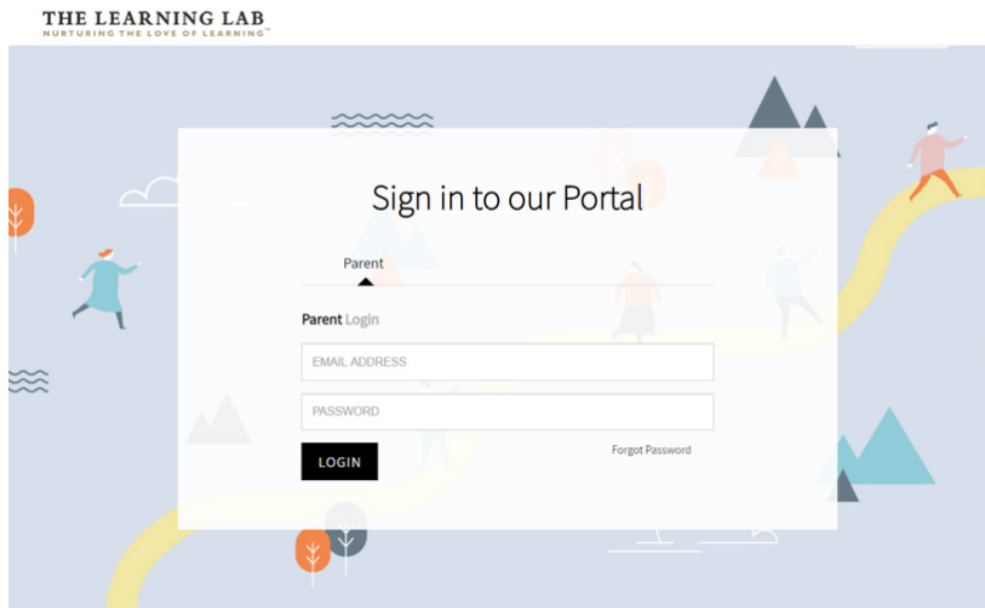 THE LEARNING LAB
NURTURING THE LOVE OF LEARNING™
Sign in to our Portal
Parent
Parent Login
EMAIL ADDRESS
PASSWORD
LOGIN
Forgot Password